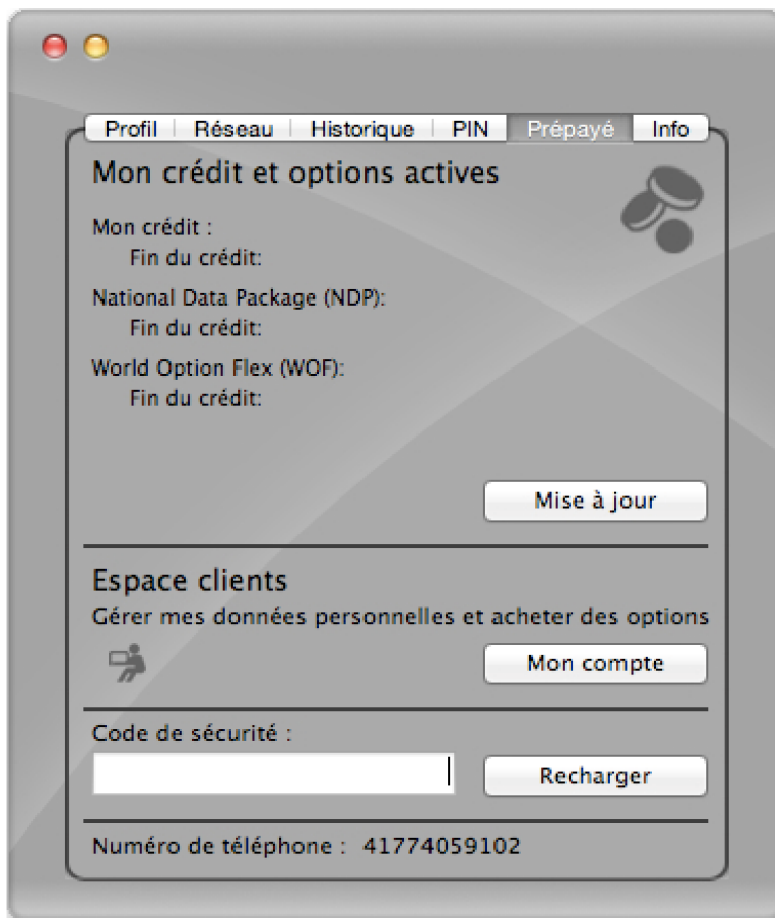 Profil Réseau Historique PIN Prépayé Info
Mon crédit et options actives
Mon crédit :
Fin du crédit:
National Data Package (NDP):
Fin du crédit:
World Option Flex (WOF):
Fin du crédit:
Mise à jour
Espace clients
Gérer mes données personnelles et acheter des options
Mon compte
Code de sécurité :
Recharger
Numéro de téléphone : 41774059102